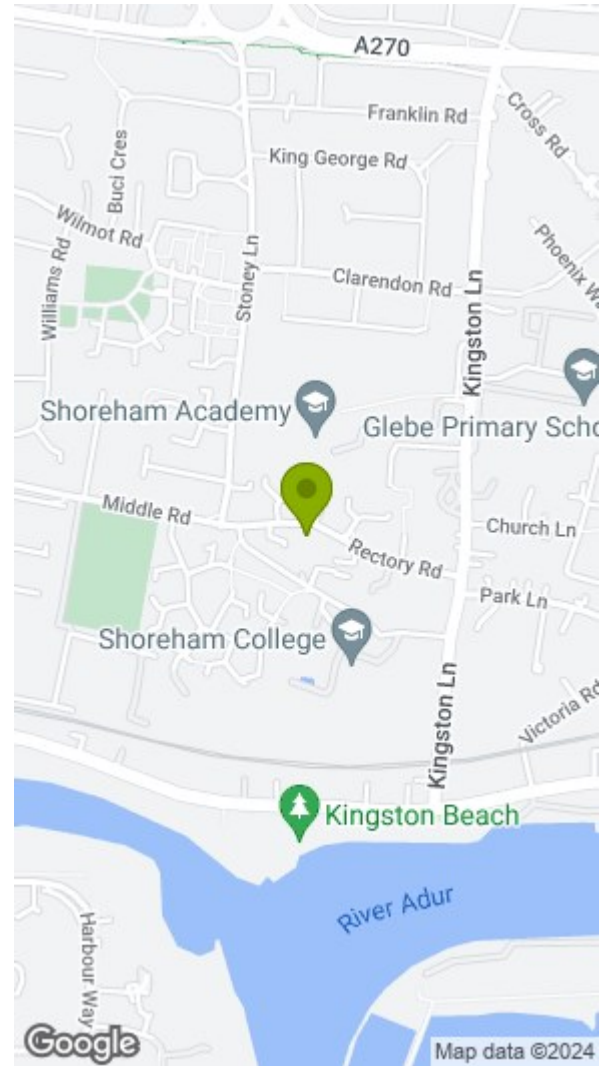 A270
Franklin Rd
Cross Rd
King George Rd
Buci Cres
Wilmot Rd
Williams Rd
Stoney Ln
Clarendon Rd
Kingston Ln
Phoenix Wa
Shoreham Academy
Glebe Primary Scho
Middle Rd
Rectory Rd
Church Ln
Park Ln
Shoreham College
Kingston Ln
Victoria Rd
Kingston Beach
River Adur
Harbour Way
Google
Map data ©2024